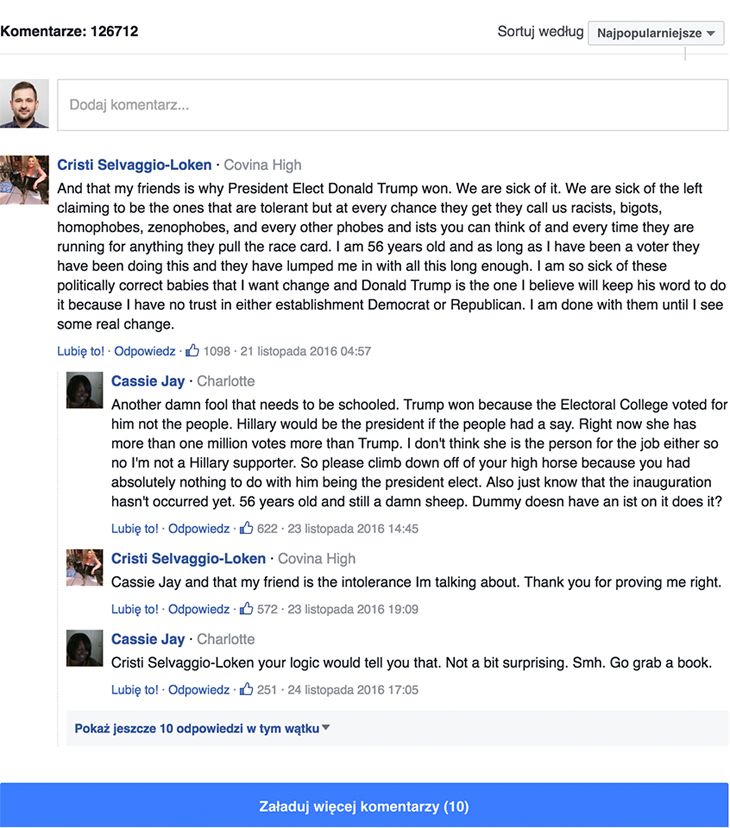 Komentarze: 126712
Sortuj według Najpopularniejsze
Dodaj komentarz...
Cristi Selvaggio-Loken · Covina High
And that my friends is why President Elect Donald Trump won. We are sick of it. We are sick of the left
claiming to be the ones that are tolerant but at every chance they get they call us racists, bigots,
homophobes, zenophobes, and every other phobes and ists you can think of and every time they are
running for anything they pull the race card. I am 56 years old and as long as I have been a voter they
have been doing this and they have lumped me in with all this long enough. I am so sick of these
politically correct babies that I want change and Donald Trump is the one I believe will keep his word to do
it because I have no trust in either establishment Democrat or Republican. I am done with them until I see
some real change.
Lubię to! · Odpowiedz · 1098 · 21 listopada 2016 04:57
Cassie Jay · Charlotte
Another damn fool that needs to be schooled. Trump won because the Electoral College voted for
him not the people. Hillary would be the president if the people had a say. Right now she has
more than one million votes more than Trump. I don't think she is the person for the job either so
no I'm not a Hillary supporter. So please climb down off of your high horse because you had
absolutely nothing to do with him being the president elect. Also just know that the inauguration
hasn't occurred yet. 56 years old and still a damn sheep. Dummy doesn have an ist on it does it?
Lubię to! · Odpowiedz · 622 · 23 listopada 2016 14:45
Cristi Selvaggio-Loken · Covina High
Cassie Jay and that my friend is the intolerance Im talking about. Thank you for proving me right.
Lubię to! · Odpowiedz · 572 · 23 listopada 2016 19:09
Cassie Jay · Charlotte
Cristi Selvaggio-Loken your logic would tell you that. Not a bit surprising. Smh. Go grab a book.
Lubię to! · Odpowiedz · 251 · 24 listopada 2016 17:05
Pokaż jeszcze 10 odpowiedzi w tym wątku
Załaduj więcej komentarzy (10)